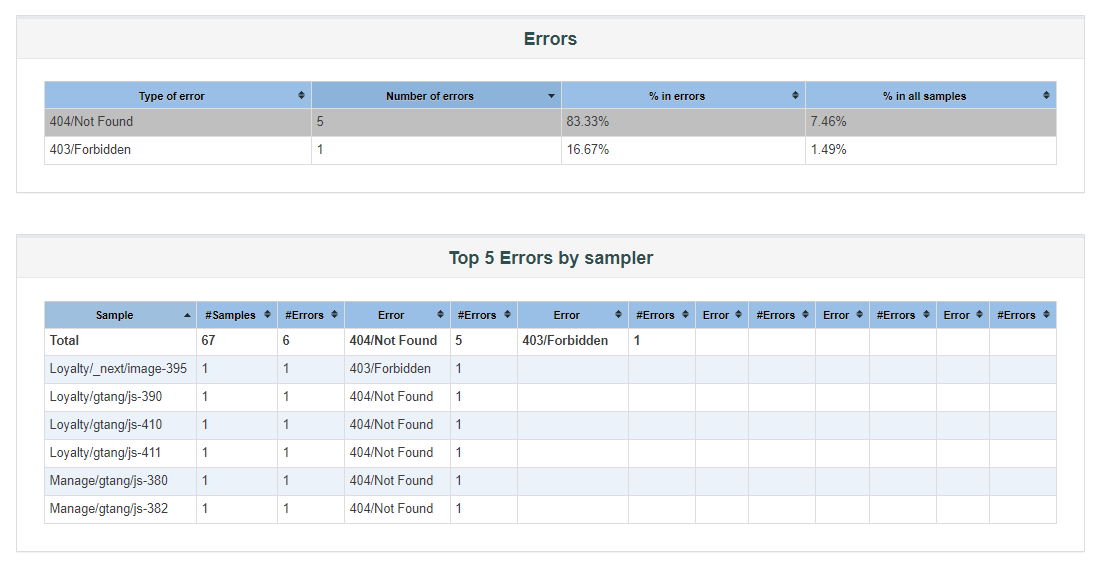 Errors
Type of error Number of errors % in errors % in all samples
404/Not Found 5 83.33% 7.46%
403/Forbidden 1 16.67% 1.49%
Top 5 Errors by sampler
Sample #Samples #Errors Error #Errors Error #Errors Error #Errors Error #Errors Error #Errors
Total 67 6 404/Not Found 5 403/Forbidden 1
Loyalty/_next/image-395 1 1 403/Forbidden 1
Loyalty/gtang/js-390 1 1 404/Not Found 1
Loyalty/gtang/js-410 1 1 404/Not Found 1
Loyalty/gtang/js-411 1 1 404/Not Found 1
Manage/gtang/js-380 1 1 404/Not Found 1
Manage/gtang/js-382 1 1 404/Not Found 1